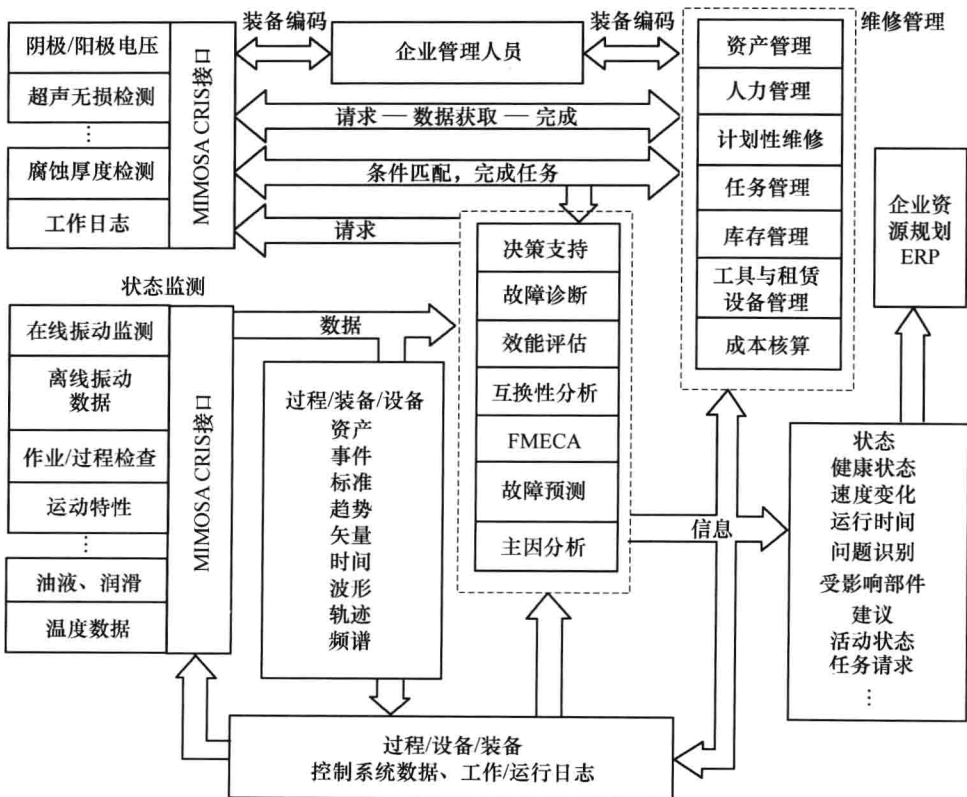 装备编码
装备编码
维修管理
阴极/阳极电压
超声无损检测
⋮
腐蚀厚度检测
工作日志
MIMOSA CRIS接口
企业管理人员
请求 — 数据获取 — 完成
条件匹配，完成任务
请求
资产管理
人力管理
计划性维修
任务管理
库存管理
工具与租赁
设备管理
成本核算
企业资
源规划
ERP
状态监测
在线振动监测
离线振动
数据
作业/过程检查
运动特性
⋮
油液、润滑
温度数据
MIMOSA CRIS接口
数据
过程/装备/设备
资产
事件
标准
趋势
矢量
时间
波形
轨迹
频谱
决策支持
故障诊断
效能评估
互换性分析
FMECA
故障预测
主因分析
信息
状态
健康状态
速度变化
运行时间
问题识别
受影响部件
建议
活动状态
任务请求
⋮
过程/设备/装备
控制系统数据、工作/运行日志